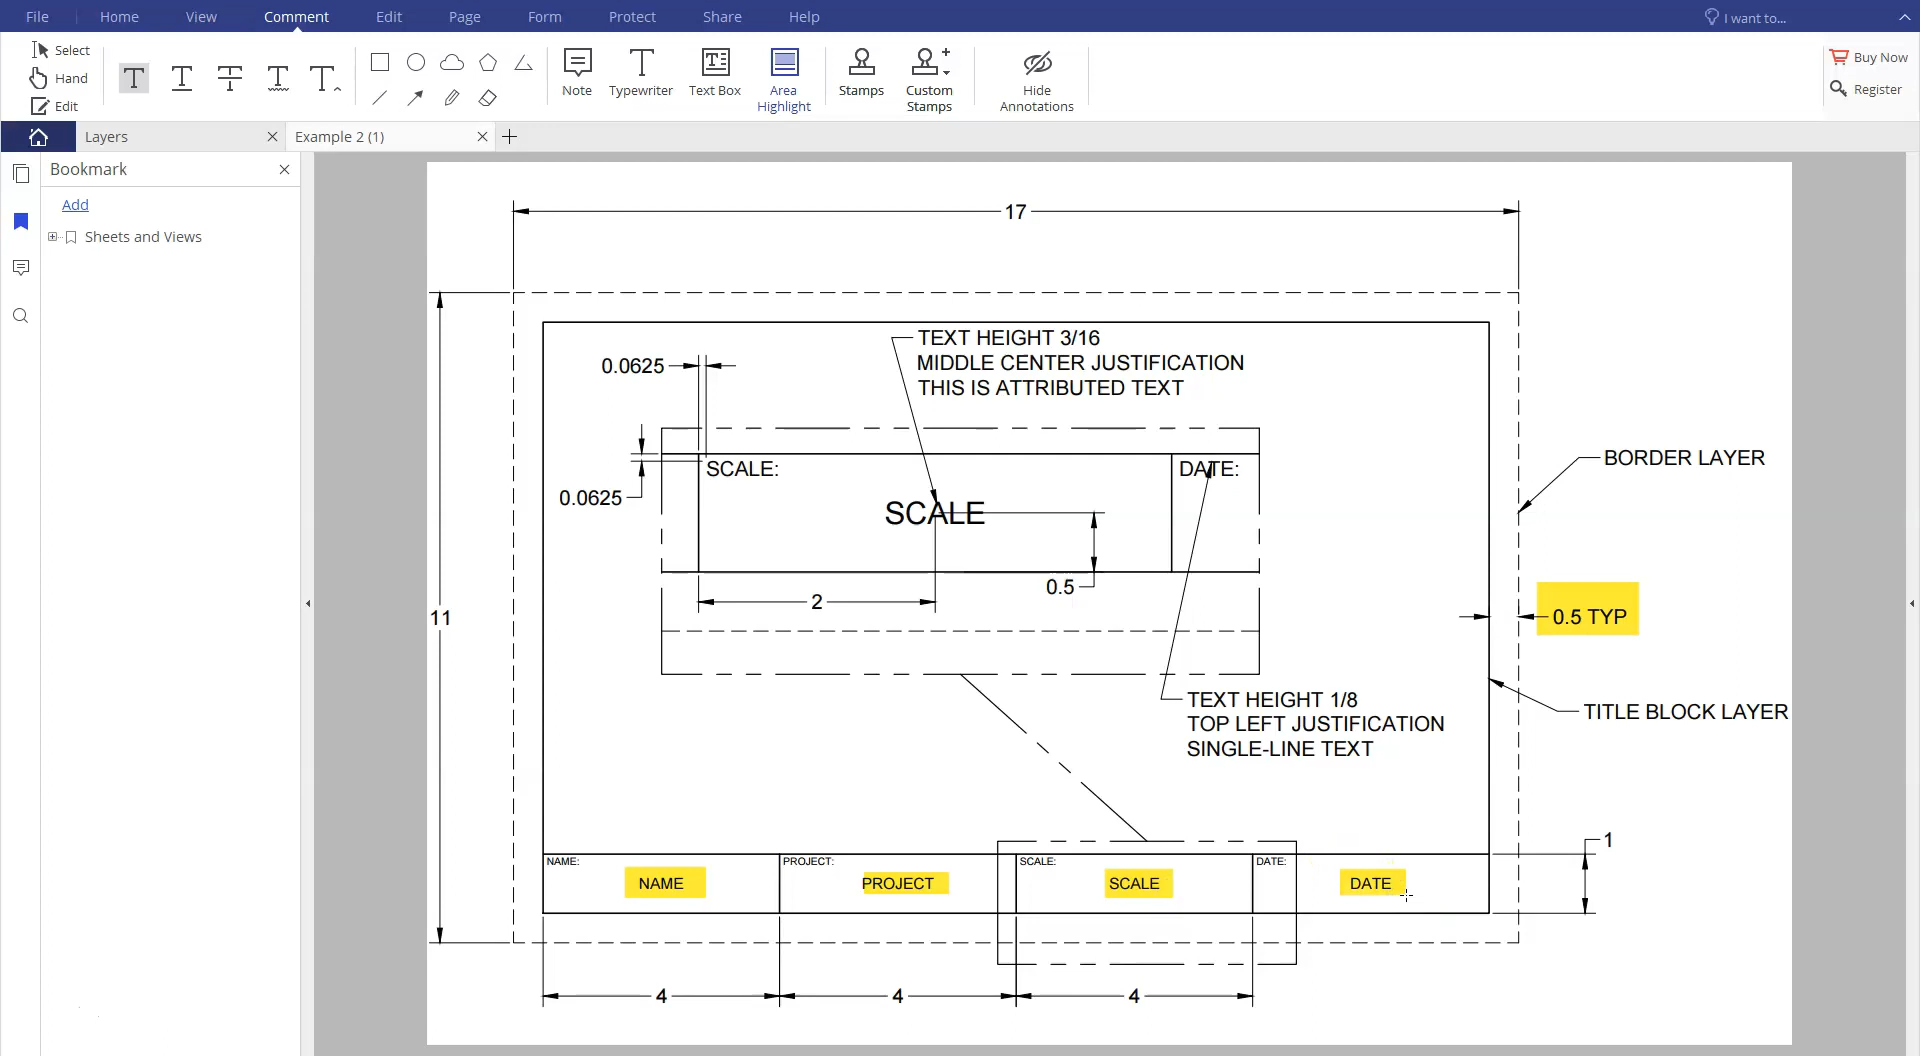 File
Home
View
Comment
Edit
Page
Form
Protect
Share
Help
I want to...
Select
Hand
Edit
Note
Typewriter
Text Box
Area
Highlight
Stamps
Custom
Stamps
Hide
Annotations
Buy Now
Register
Layers
Example 2 (1)
Bookmark
Add
Sheets and Views
17
TEXT HEIGHT 3/16
MIDDLE CENTER JUSTIFICATION
THIS IS ATTRIBUTED TEXT
0.0625
SCALE:
DATE:
0.0625
SCALE
BORDER LAYER
0.5
2
11
0.5 TYP
TEXT HEIGHT 1/8
TOP LEFT JUSTIFICATION
SINGLE-LINE TEXT
TITLE BLOCK LAYER
1
NAME:
PROJECT:
SCALE:
DATE:
NAME
PROJECT
SCALE
DATE
4
4
4